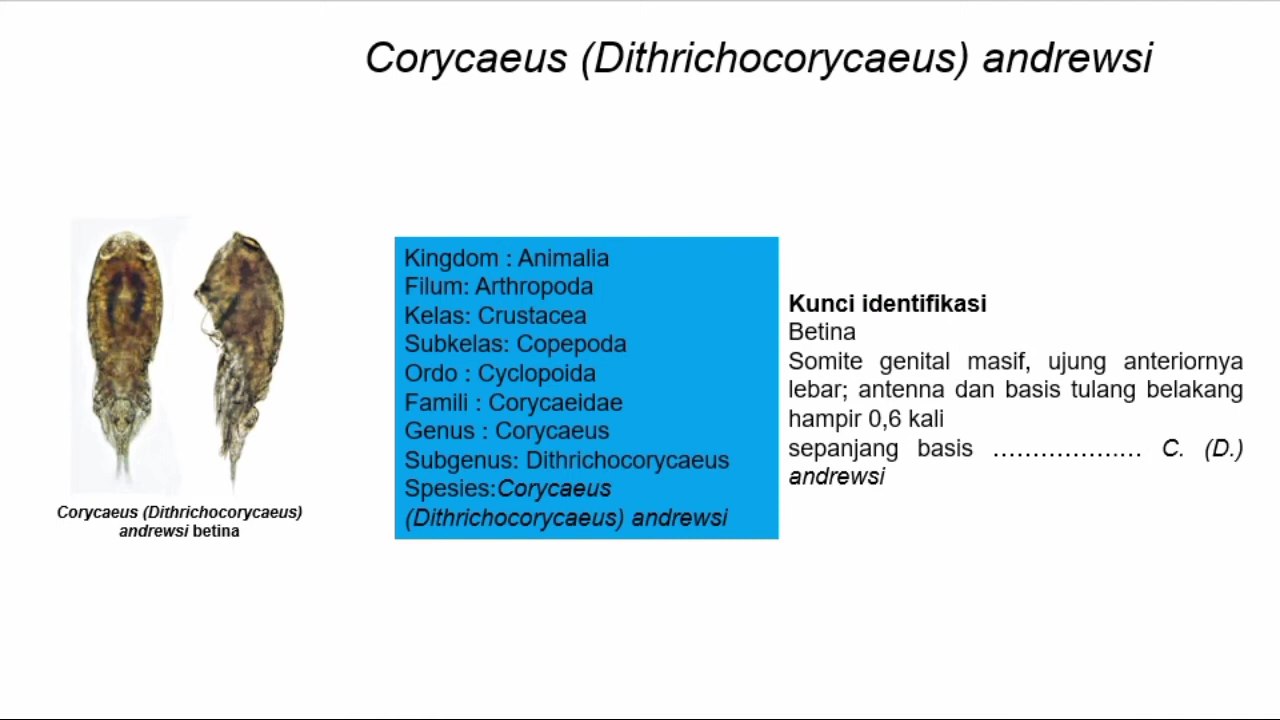 Corycaeus (Dithrichocorycaeus) andrewsi
Corycaeus (Dithrichocorycaeus)
andrewsi betina
Kingdom : Animalia
Filum: Arthropoda
Kelas: Crustacea
Subkelas: Copepoda
Ordo : Cyclopoida
Famili : Corycaeidae
Genus : Corycaeus
Subgenus: Dithrichocorycaeus
Spesies:Corycaeus
(Dithrichocorycaeus) andrewsi
Kunci identifikasi
Betina
Somite genital masif, ujung anteriornya
lebar; antenna dan basis tulang belakang
hampir 0,6 kali
sepanjang basis ………………. C. (D.)
andrewsi